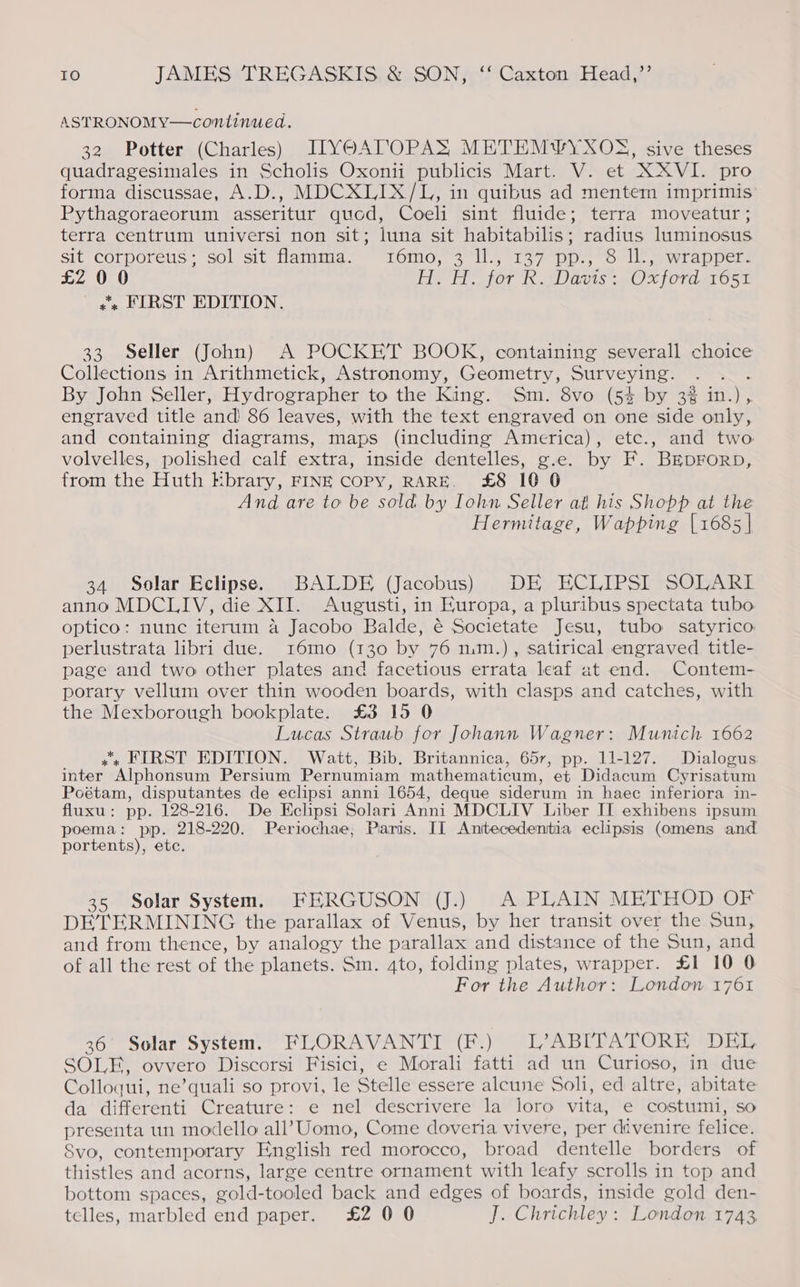 10 JAMES TREGASKIS & SON, “Caxton Head,”
ASTRONOMY—continued.
32 Potter (Charles) ΠΥΘΑΓΟΡΑΣ ΜΕΤΕΜΨΥΧΟΣ, sive theses
quadragesimales in Scholis Oxonii publicis Mart. V. et XXVI. pro
forma discussae, A.D., MDCXLIX/L, in quibus ad mentem imprimis
Pythagoraeorum asseritur quod, Coeli sint fluide; terra moveatur;
terra centrum universi non sit; luna sit habitabilis; radius luminosus
sit corporeus; sol sit flamma. 16mo, 3 ll., 137 pp., 8 ll., wrapper.
£2 0 0 H. H. for R. Davis: Oxford 1651
⁂ FIRST EDITION.
33 Seller (John) A POCKET BOOK, containing severall choice
Collections in Arithmetick, Astronomy, Geometry, Surveying. . . .
By John Seller, Hydrographer to the King. Sm. 8vo (5¾ by 3⅜ in.),
engraved title and 86 leaves, with the text engraved on one side only,
and containing diagrams, maps (including America), etc., and two
volvelles, polished calf extra, inside dentelles, g.e. by F. BEDFORD,
from the Huth Library, FINE COPY, RARE. £8 10 0
And are to be sold by Iohn Seller at his Shopp at the
Hermitage, Wapping [1685]
34 Solar Eclipse. BALDE (Jacobus) DE ECLIPSI SOLARI
anno MDCLIV, die XII. Augusti, in Europa, a pluribus spectata tubo
optico: nunc iterum à Jacobo Balde, è Societate Jesu, tubo satyrico
perlustrata libri due. 16mo (130 by 76 mm.), satirical engraved title-
page and two other plates and facetious errata leaf at end. Contem-
porary vellum over thin wooden boards, with clasps and catches, with
the Mexborough bookplate. £3 15 0
Lucas Straub for Johann Wagner: Munich 1662
⁂ FIRST EDITION. Watt, Bib. Britannica, 65r, pp. 11-127. Dialogus
inter Alphonsum Persium Pernumiam mathematicum, et Didacum Cyrisatum
Poëtam, disputantes de eclipsi anni 1654, deque siderum in haec inferiora in-
fluxu: pp. 128-216. De Eclipsi Solari Anni MDCLIV Liber II exhibens ipsum
poema: pp. 218-220. Periochae, Paris. II Antecedentia eclipsis (omens and
portents), etc.
35 Solar System. FERGUSON (J.) A PLAIN METHOD OF
DETERMINING the parallax of Venus, by her transit over the Sun,
and from thence, by analogy the parallax and distance of the Sun, and
of all the rest of the planets. Sm. 4to, folding plates, wrapper. £1 10 0
For the Author: London 1761
36 Solar System. FLORAVANTI (F.) L’ABITATORE DEL
SOLE, ovvero Discorsi Fisici, e Morali fatti ad un Curioso, in due
Colloqui, ne’quali so provi, le Stelle essere alcune Soli, ed altre, abitate
da differenti Creature: e nel descrivere la loro vita, e costumi, so
presenta un modello all’Uomo, Come doveria vivere, per divenire felice.
8vo, contemporary English red morocco, broad dentelle borders of
thistles and acorns, large centre ornament with leafy scrolls in top and
bottom spaces, gold-tooled back and edges of boards, inside gold den-
telles, marbled end paper. £2 0 0 J. Chrichley: London 1743